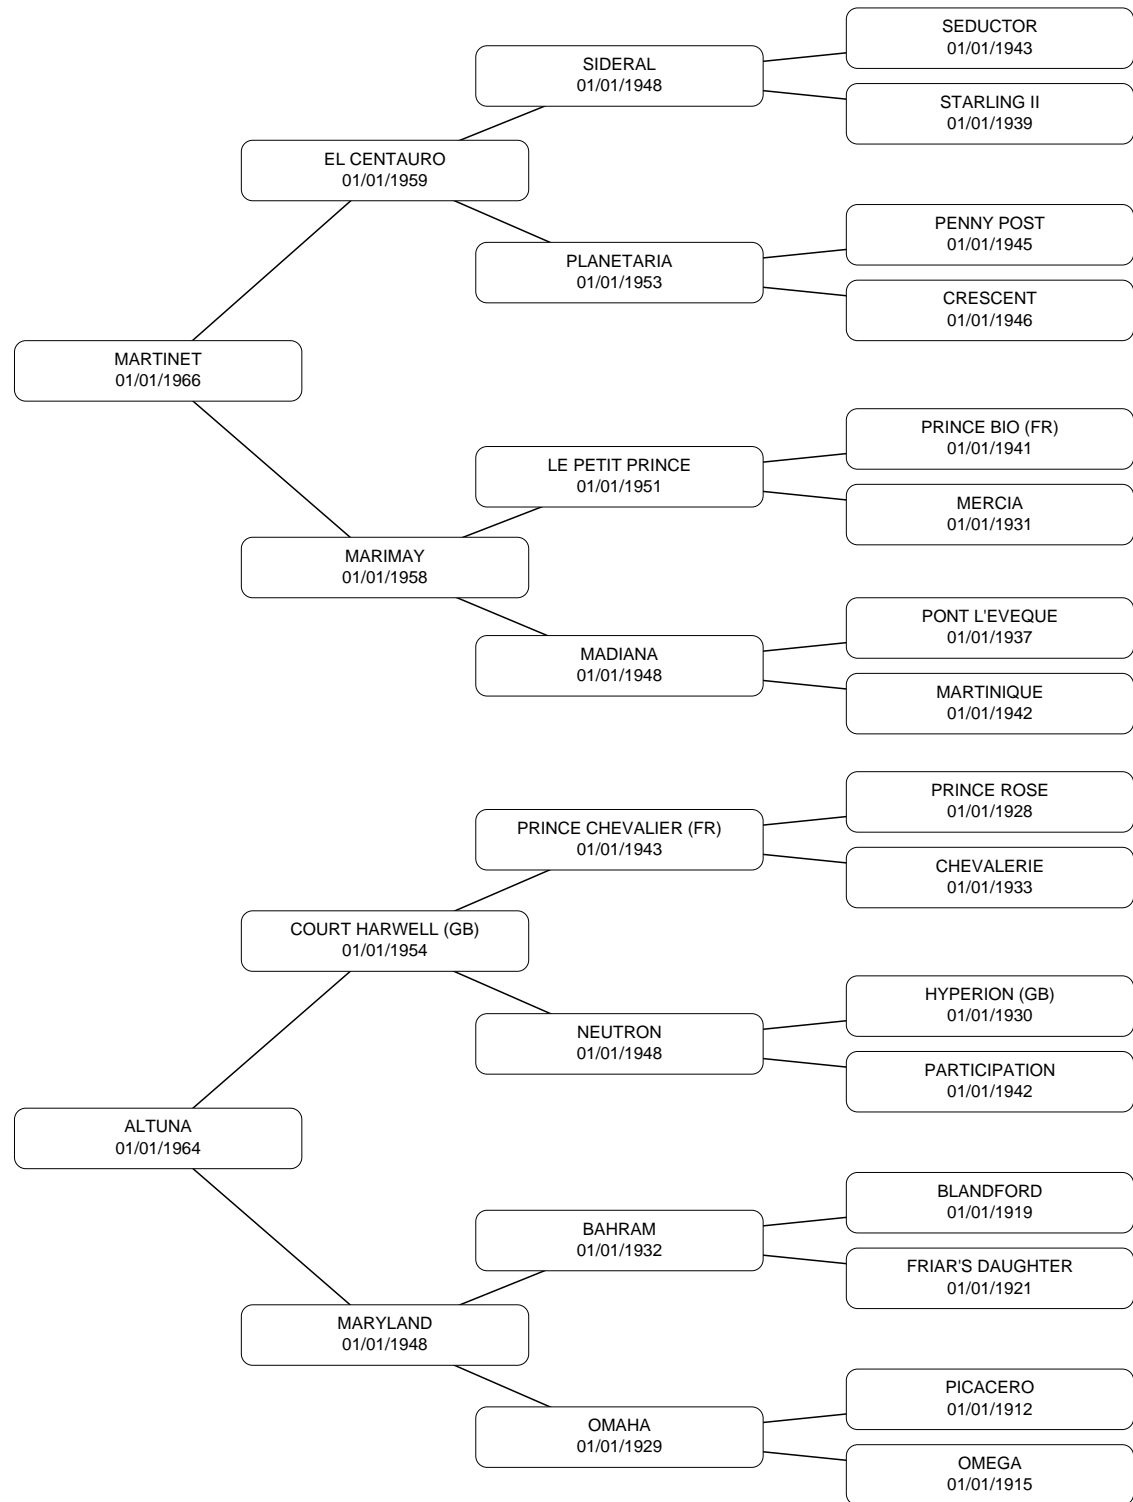 SEDUCTOR
01/01/1943
SIDERAL
01/01/1948
STARLING II
01/01/1939
EL CENTAURO
01/01/1959
PENNY POST
01/01/1945
PLANETARIA
01/01/1953
CRESCENT
01/01/1946
MARTINET
01/01/1966
PRINCE BIO (FR)
01/01/1941
LE PETIT PRINCE
01/01/1951
MERCIA
01/01/1931
MARIMAY
01/01/1958
PONT L'EVEQUE
01/01/1937
MADIANA
01/01/1948
MARTINIQUE
01/01/1942
PRINCE ROSE
01/01/1928
PRINCE CHEVALIER (FR)
01/01/1943
CHEVALERIE
01/01/1933
COURT HARWELL (GB)
01/01/1954
HYPERION (GB)
01/01/1930
NEUTRON
01/01/1948
PARTICIPATION
01/01/1942
ALTUNA
01/01/1964
BLANDFORD
01/01/1919
BAHRAM
01/01/1932
FRIAR'S DAUGHTER
01/01/1921
MARYLAND
01/01/1948
PICACERO
01/01/1912
OMAHA
01/01/1929
OMEGA
01/01/1915